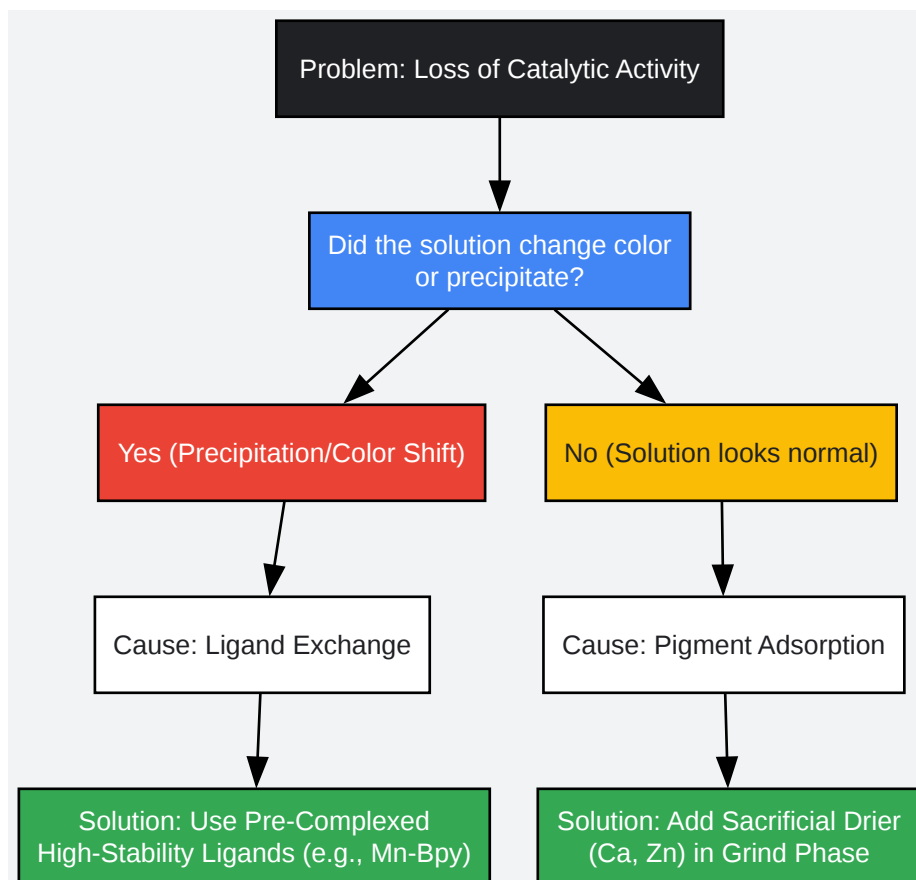 Problem: Loss of Catalytic Activity
Did the solution change color
or precipitate?
Yes (Precipitation/Color Shift)
No (Solution looks normal)
Cause: Ligand Exchange
Cause: Pigment Adsorption
Solution: Use Pre-Complexed
High-Stability Ligands (e.g., Mn-Bpy)
Solution: Add Sacrificial Drier
(Ca, Zn) in Grind Phase